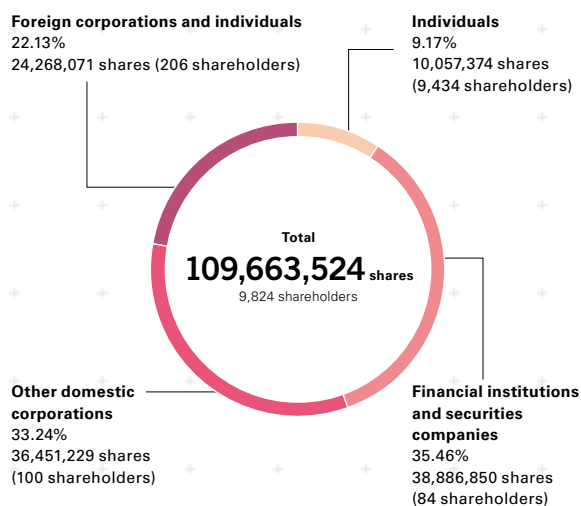 Foreign corporations and individuals
22.13%
24,268,071 shares (206 shareholders)
Individuals
9.17%
10,057,374 shares
(9,434 shareholders)
Total
109,663,524 shares
9,824 shareholders
Other domestic
corporations
33.24%
36,451,229 shares
(100 shareholders)
Financial institutions
and securities
companies
35.46%
38,886,850 shares
(84 shareholders)